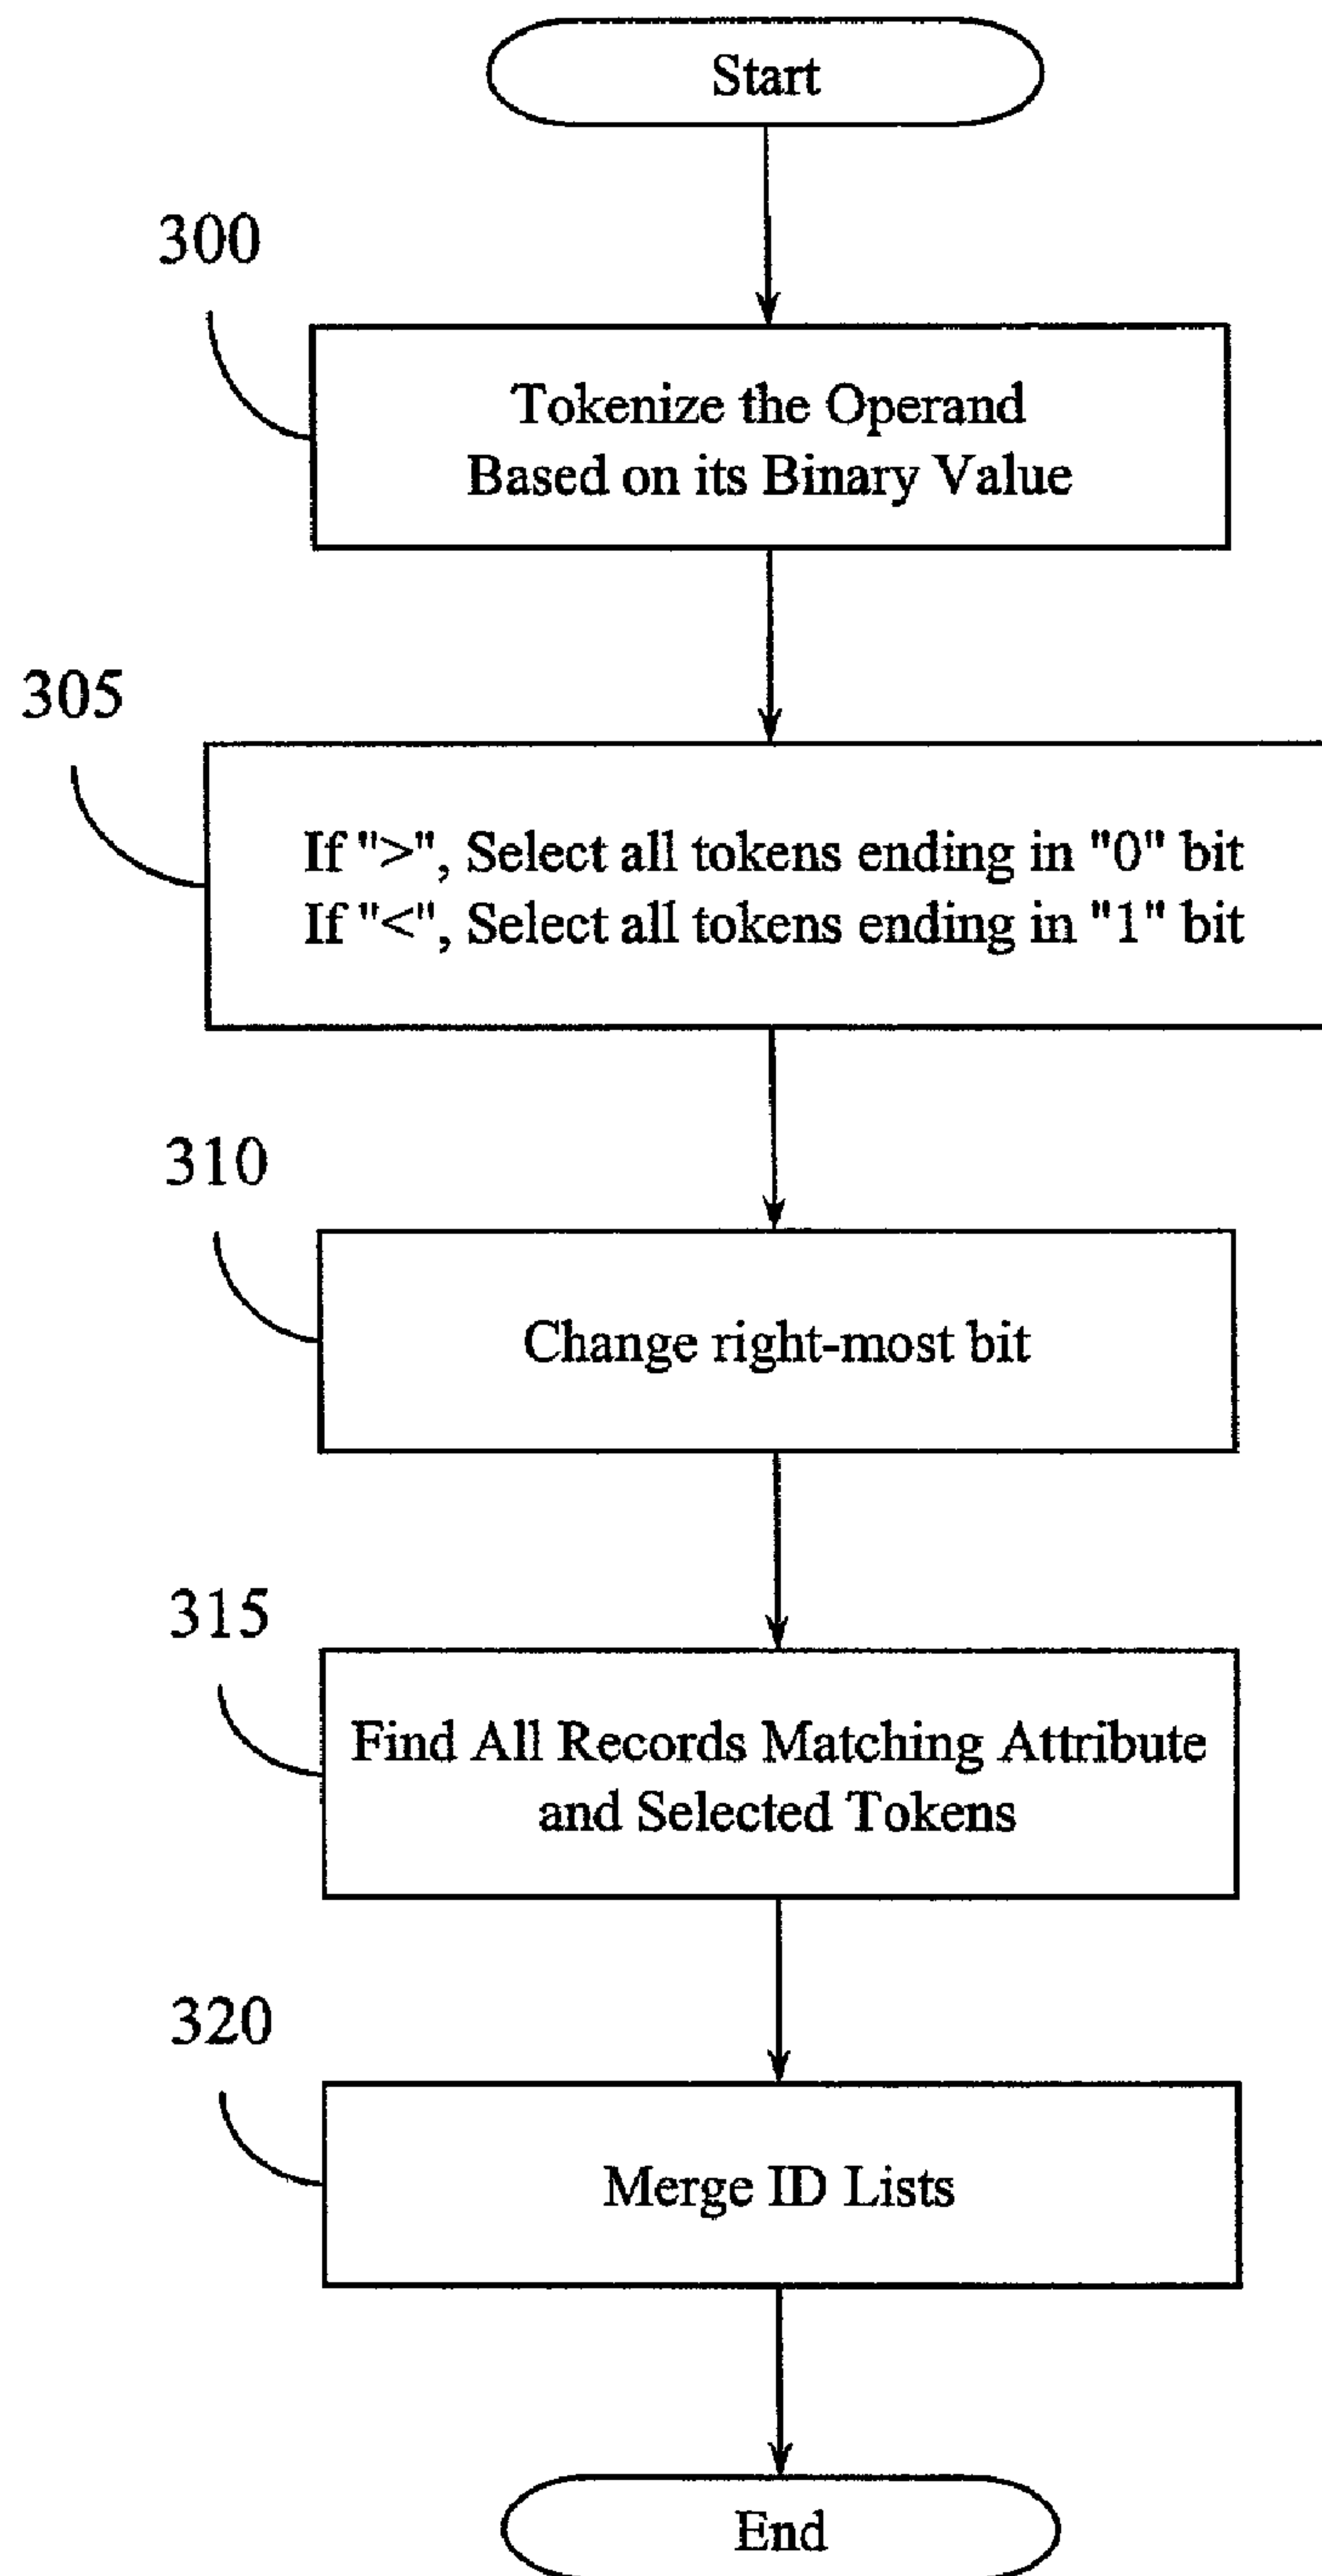 Start
300
Tokenize the Operand
Based on its Binary Value
305
If ">", Select all tokens ending in "0" bit
If "<", Select all tokens ending in "1" bit
310
Change right-most bit
315
Find All Records Matching Attribute
and Selected Tokens
320
Merge ID Lists
End